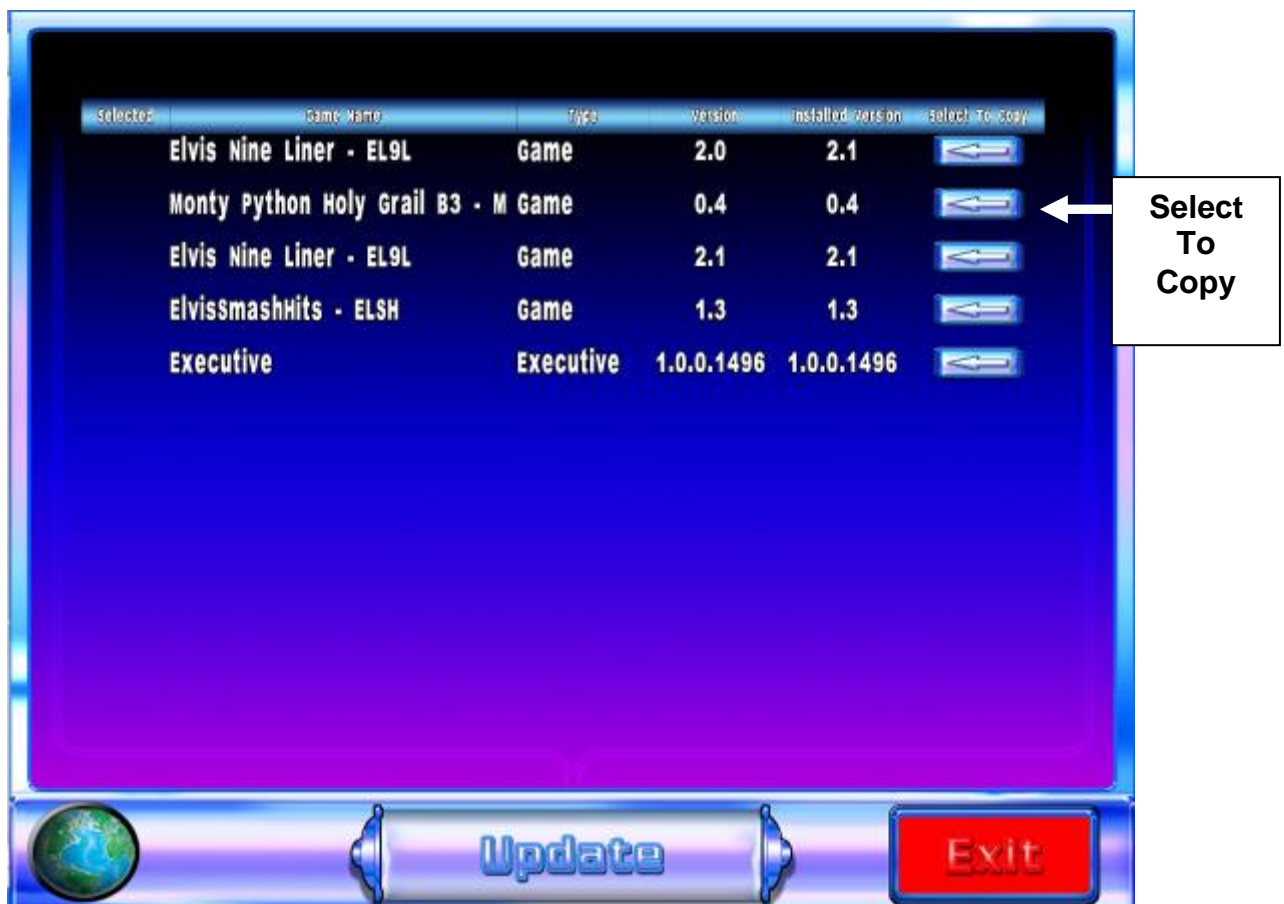 Selected Game Name Type Version Installed Version Select To Copy
Elvis Nine Liner - EL9L Game 2.0 2.1
Monty Python Holy Grail B3 - M Game 0.4 0.4
Elvis Nine Liner - EL9L Game 2.1 2.1
ElvisSmashHits - ELSH Game 1.3 1.3
Executive Executive 1.0.0.1496 1.0.0.1496
Select
To
Copy
Update
Exit